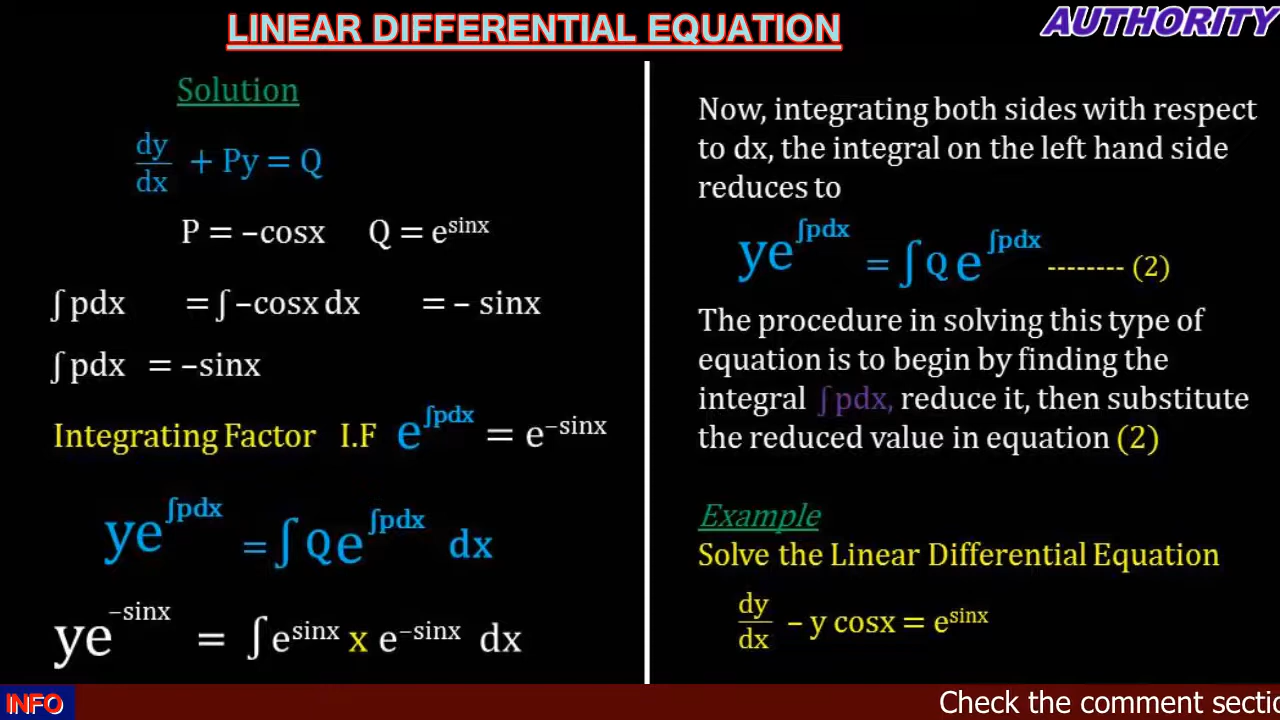 LINEAR DIFFERENTIAL EQUATION
AUTHORITY
Solution
dy/dx + Py = Q
P = –cosx Q = e^sinx
∫ pdx = ∫ –cosx dx = – sinx
∫ pdx = –sinx
Integrating Factor I.F e^∫pdx = e^–sinx
ye^∫pdx = ∫ Q e^∫pdx dx
ye^–sinx = ∫ e^sinx x e^–sinx dx
Now, integrating both sides with respect
to dx, the integral on the left hand side
reduces to
ye^∫pdx = ∫ Q e^∫pdx -------- (2)
The procedure in solving this type of
equation is to begin by finding the
integral ∫ pdx, reduce it, then substitute
the reduced value in equation (2)
Example
Solve the Linear Differential Equation
dy/dx – y cosx = e^sinx
INFO
Check the comment sectio